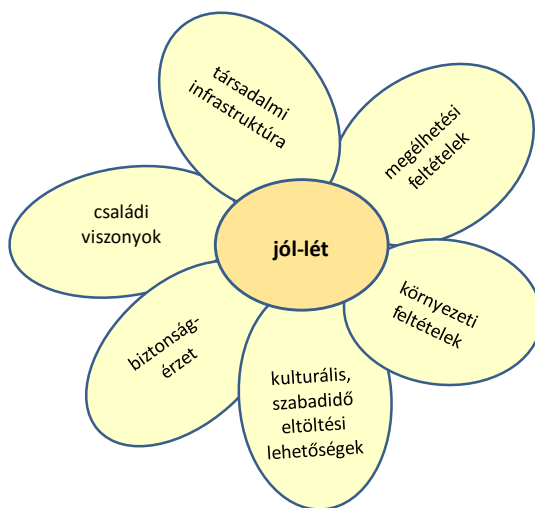 társadalmi
infrastruktúra
megélhetési
feltételek
családi
viszonyok
jól-lét
környezeti
feltételek
biztonság-
érzet
kulturális,
szabadidő
eltöltési
lehetőségek